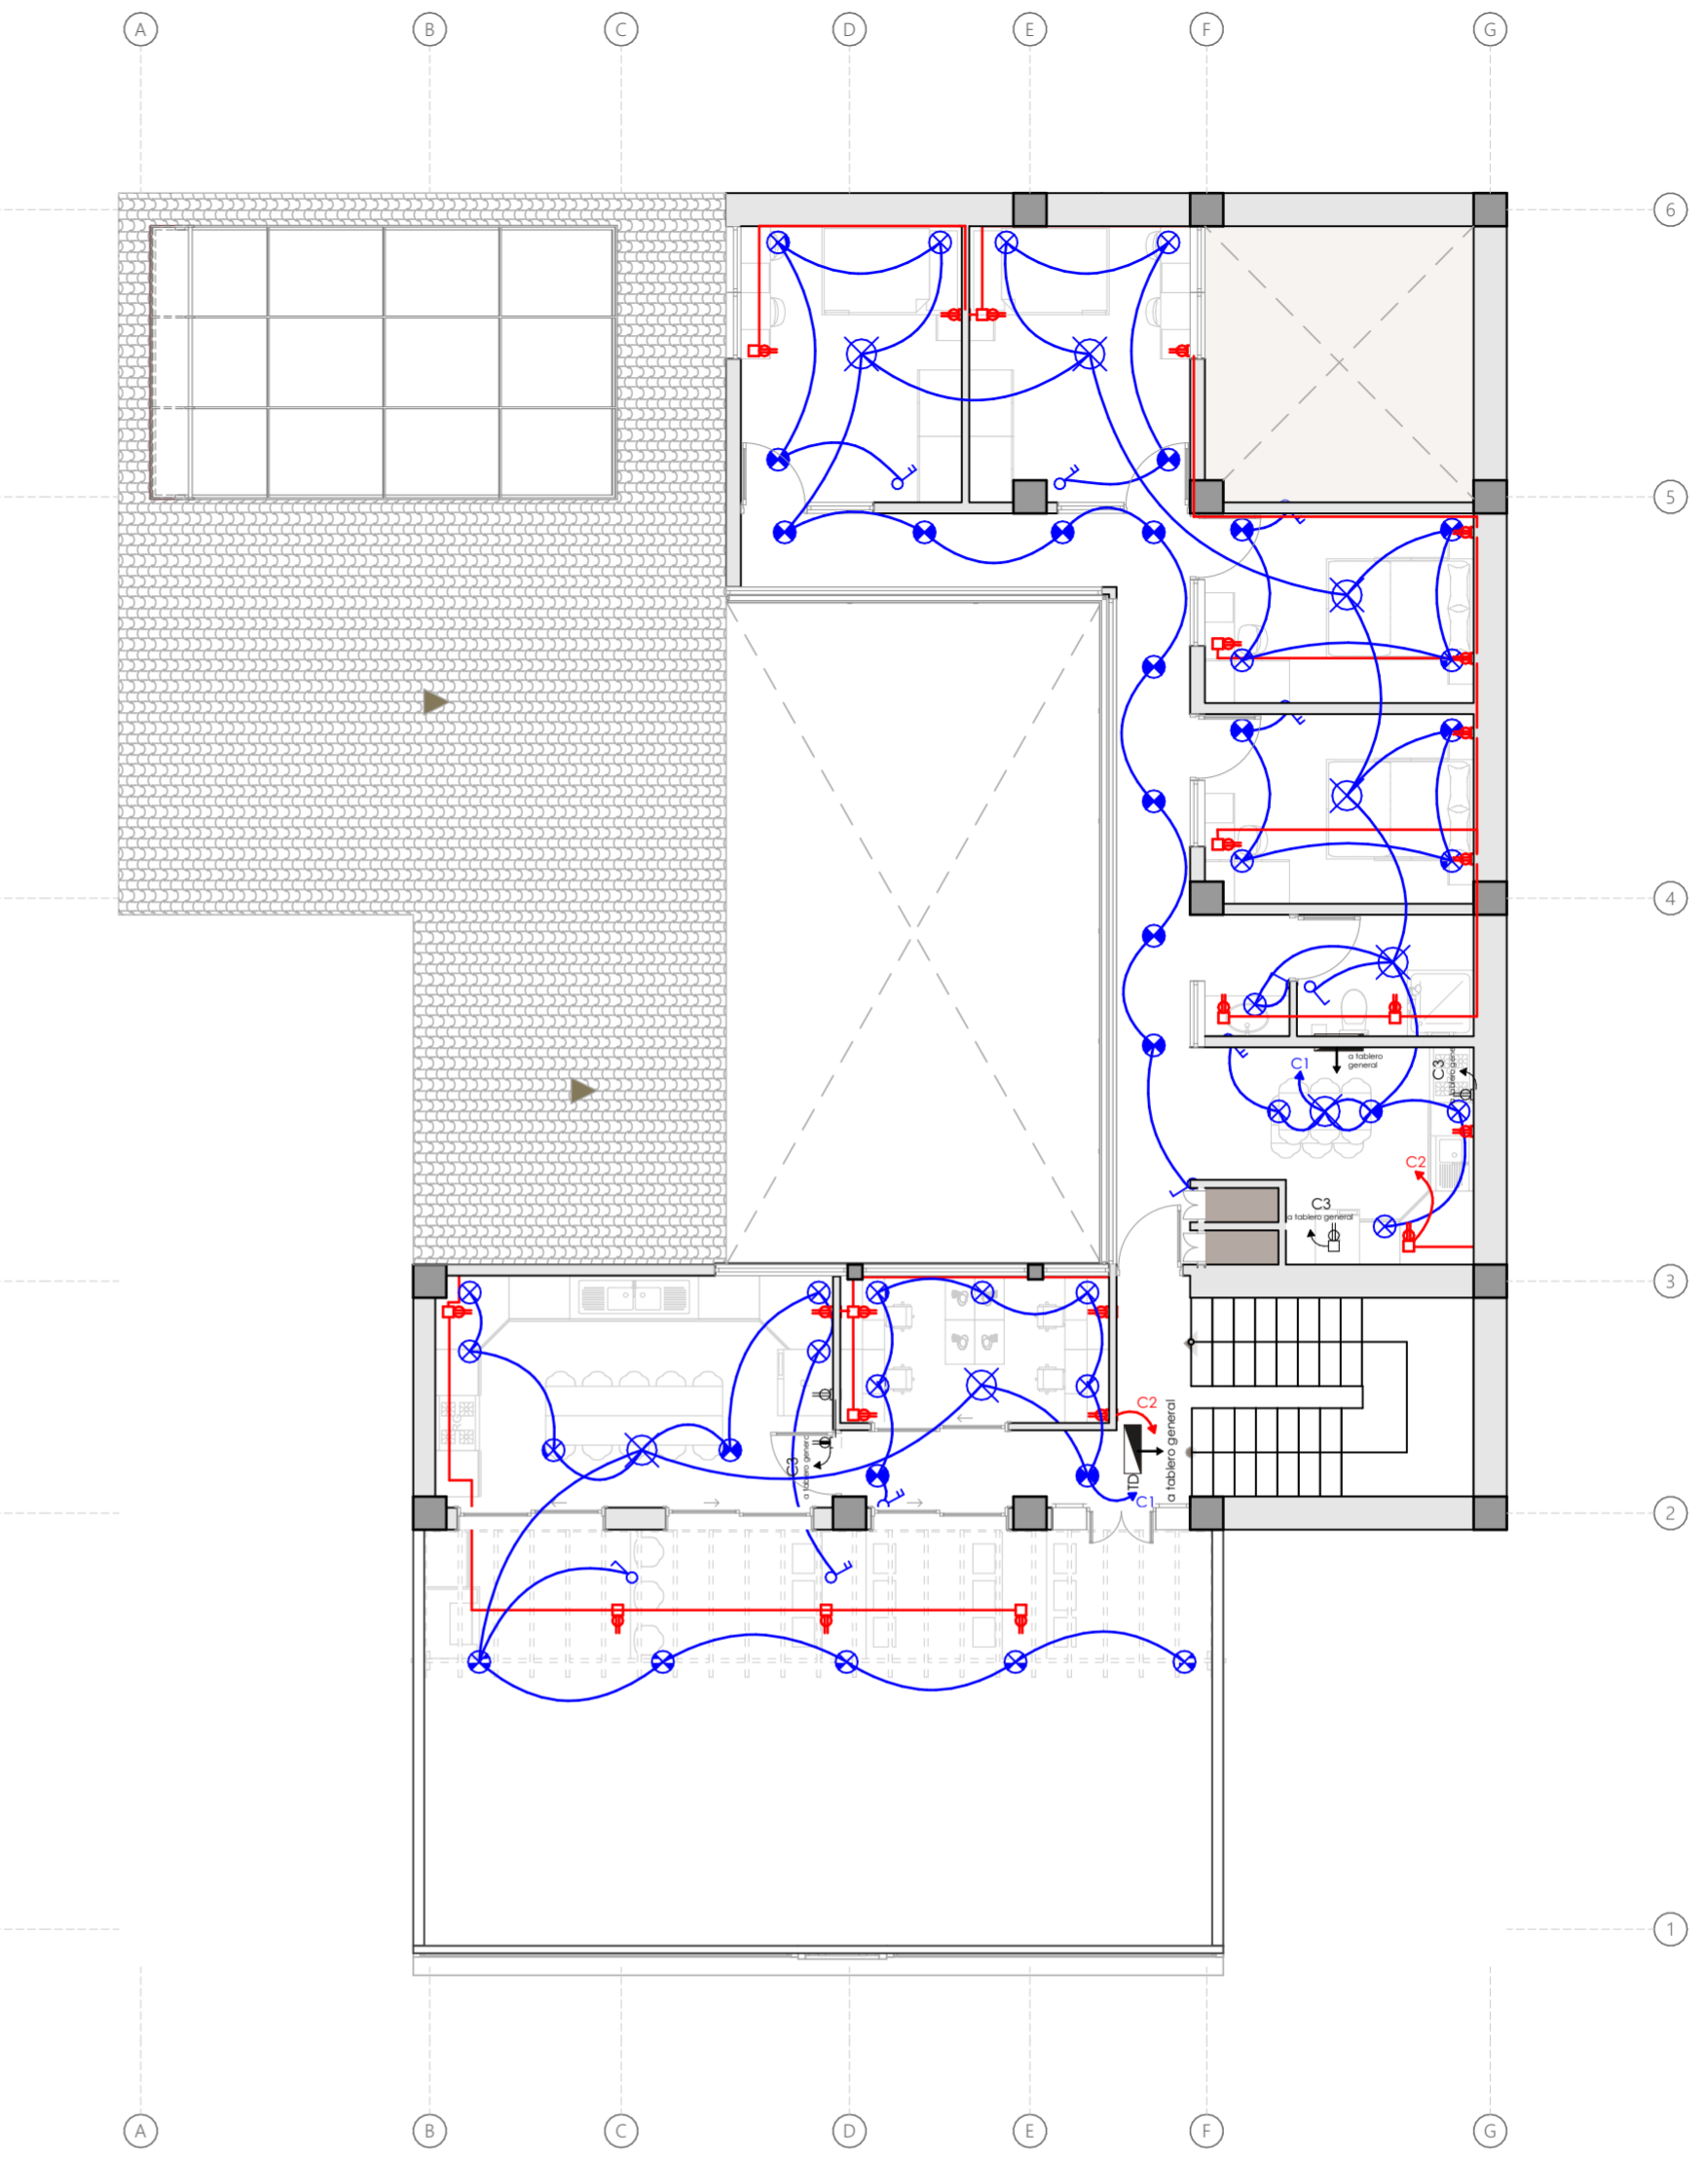 A B C D E F G
6
5
4
a tablero
general
C1
C3
C2
C3
a tablero general
3
C2
a tablero general
C3
TD
C1
2
1
A B C D E F G